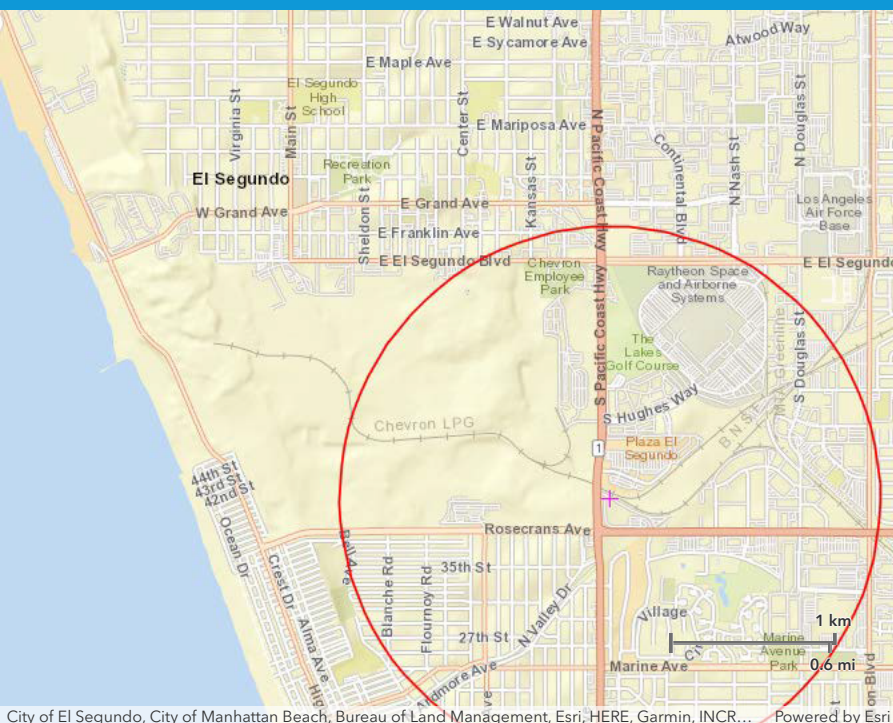 E Walnut Ave
E Sycamore Ave
Atwood Way
E Maple Ave
El Segundo
High
School
Virginia St
Main St
Center St
N Pacific Coast Hwy
N Douglas St
E Mariposa Ave
Continental Blvd
N Nash St
Recreation
Park
El Segundo
Kansas St
Sheldon St
W Grand Ave
E Grand Ave
Los Angeles
Air Force
Base
E Franklin Ave
E El Segundo Blvd
E El Segundo
Chevron
Employee
Park
Raytheon Space
and Airborne
Systems
S Pacific Coast Hwy
The
Lakes
Golf Course
MTA Greenline
S Douglas St
S Hughes Way
Chevron LPG
BNSF
Plaza El
Segundo
1
44th St
43rd St
42nd St
Ocean Dr
Rosecrans Ave
Bell Ave
Crest Dr
Blanche Rd
Flournoy Rd
35th St
N Valley Dr
Village
1 km
Alma Ave
27th St
Marine
Avenue
Park
0.6 mi
Ardmore Ave
Marine Ave
City of El Segundo, City of Manhattan Beach, Bureau of Land Management, Esri, HERE, Garmin, INCR...
Powered by Esri